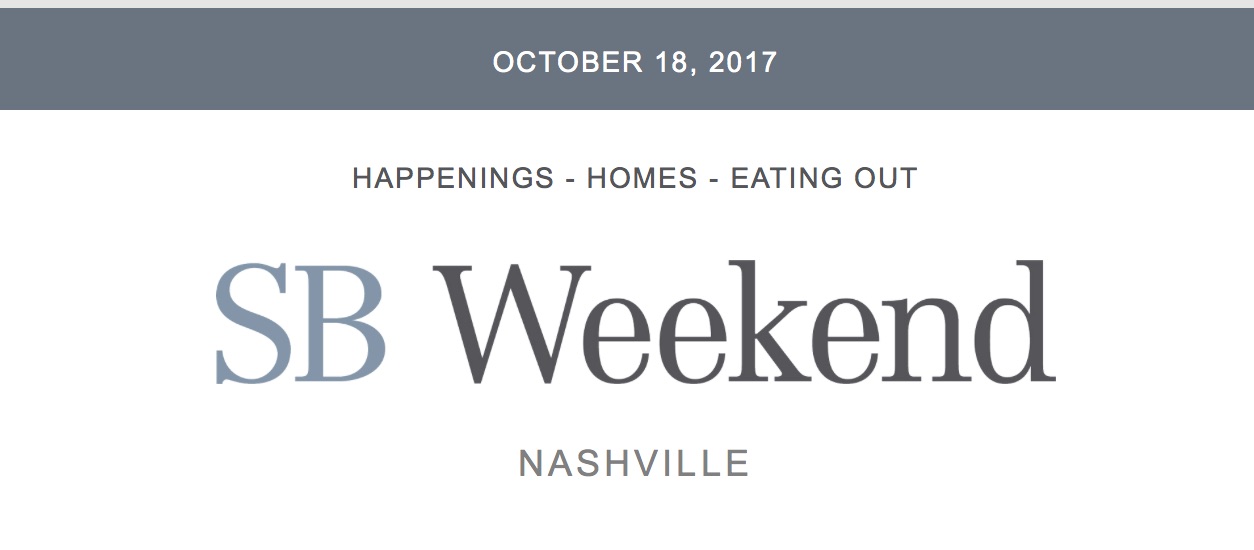 OCTOBER 18, 2017
HAPPENINGS - HOMES - EATING OUT
SB Weekend
NASHVILLE